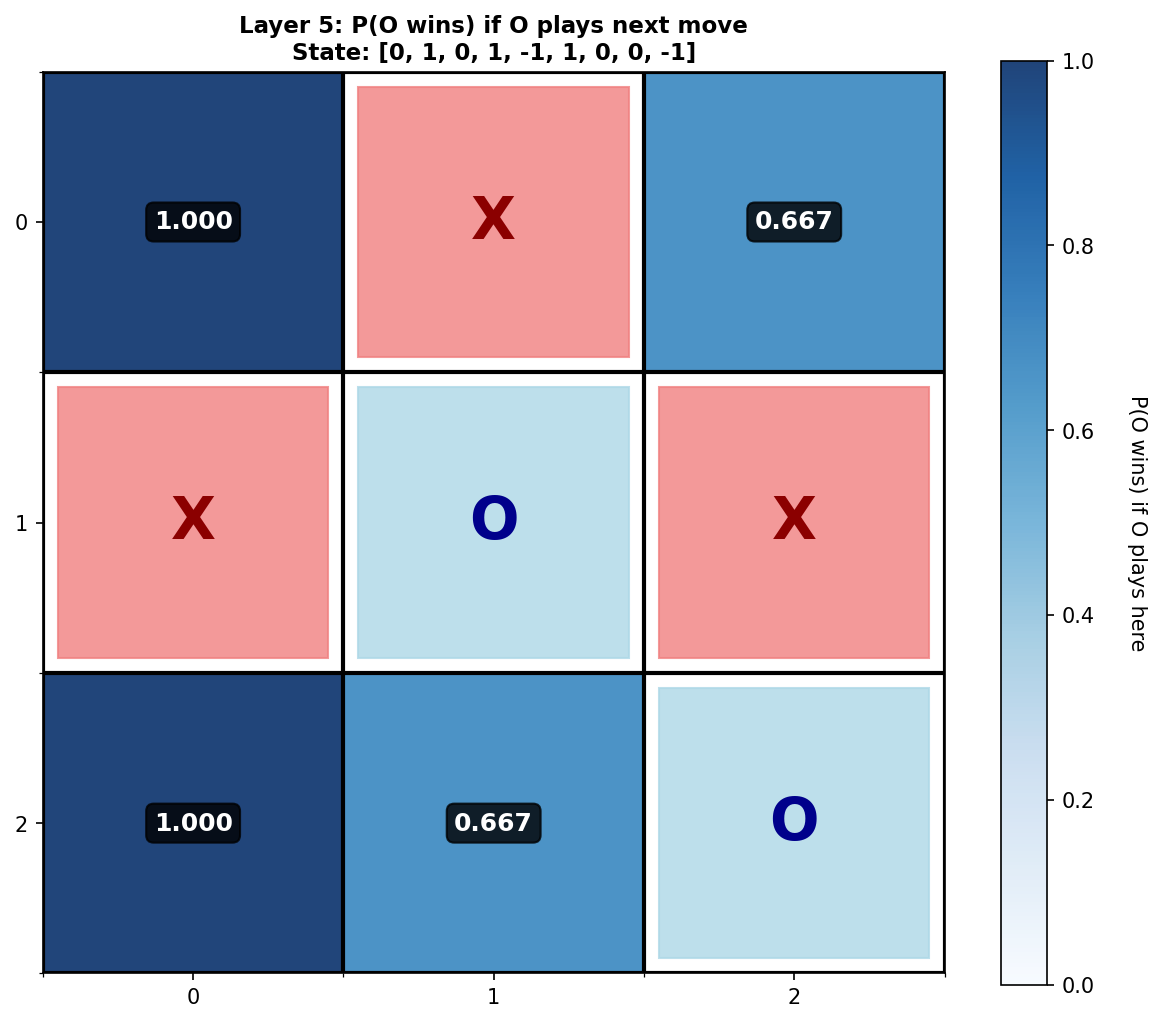 Layer 5: P(O wins) if O plays next move
State: [0, 1, 0, 1, -1, 1, 0, 0, -1]
0
1.000
X
0.667
1
X
O
X
2
1.000
0.667
O
0
1
2
1.0
0.8
0.6
0.4
0.2
0.0
P(O wins) if O plays here